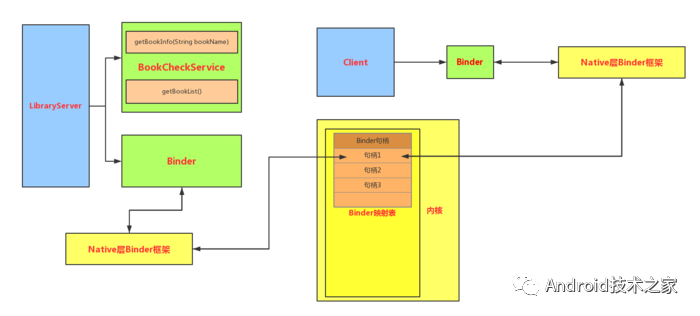 LibraryServer
getBookInfo(String bookName)
BookCheckService
getBookList()
Binder
Native层Binder框架
Client
Binder
Native层Binder框架
Binder句柄
句柄1
句柄2
句柄3
Binder映射表
内核
Android技术之家